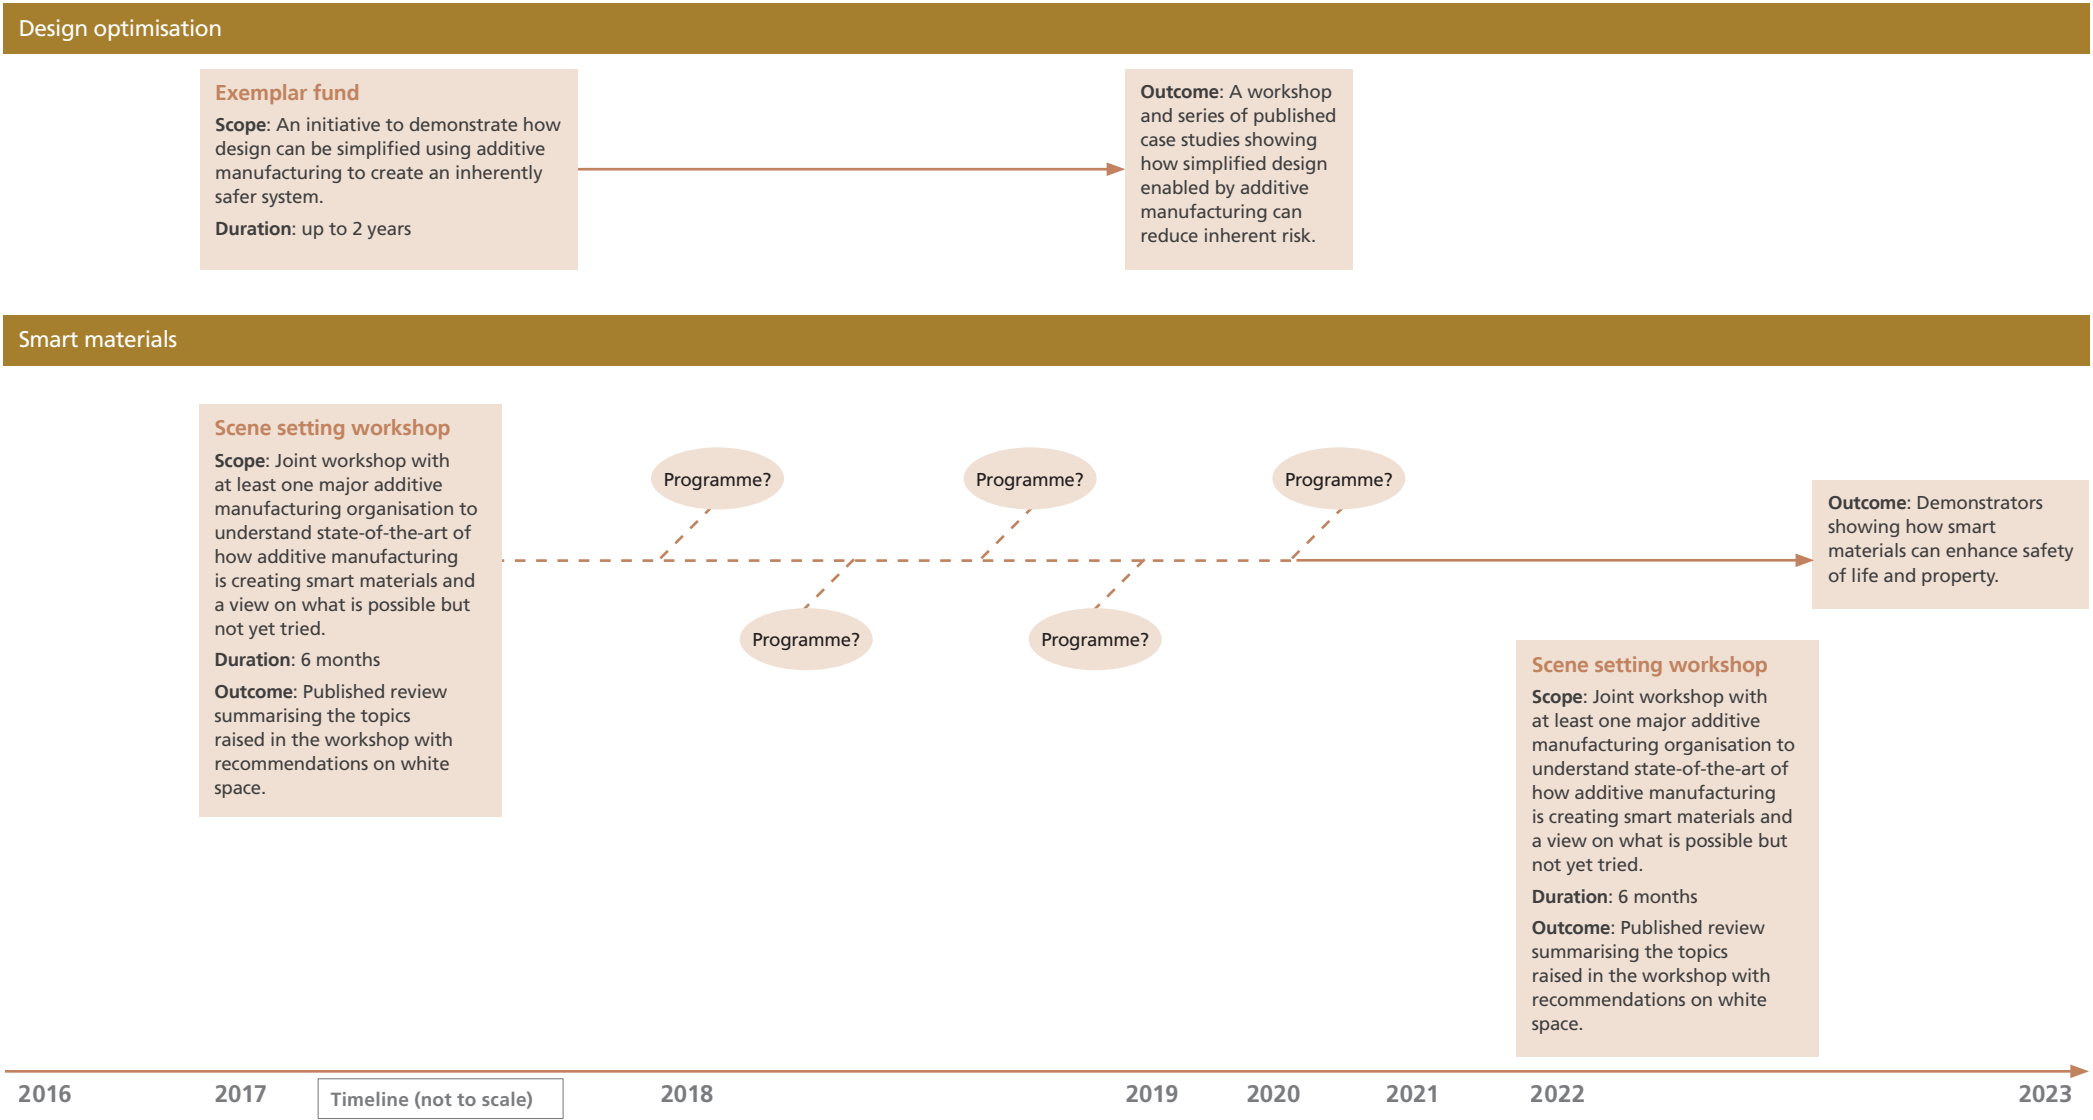 Design optimisation
Exemplar fund
Scope: An initiative to demonstrate how
design can be simplified using additive
manufacturing to create an inherently
safer system.
Duration: up to 2 years
Outcome: A workshop
and series of published
case studies showing
how simplified design
enabled by additive
manufacturing can
reduce inherent risk.
Smart materials
Scene setting workshop
Scope: Joint workshop with
at least one major additive
manufacturing organisation to
understand state-of-the-art of
how additive manufacturing
is creating smart materials and
a view on what is possible but
not yet tried.
Duration: 6 months
Outcome: Published review
summarising the topics
raised in the workshop with
recommendations on white
space.
Programme?
Programme?
Programme?
Programme?
Programme?
Outcome: Demonstrators
showing how smart
materials can enhance safety
of life and property.
Scene setting workshop
Scope: Joint workshop with
at least one major additive
manufacturing organisation to
understand state-of-the-art of
how additive manufacturing
is creating smart materials and
a view on what is possible but
not yet tried.
Duration: 6 months
Outcome: Published review
summarising the topics
raised in the workshop with
recommendations on white
space.
2016
2017
Timeline (not to scale)
2018
2019
2020
2021
2022
2023